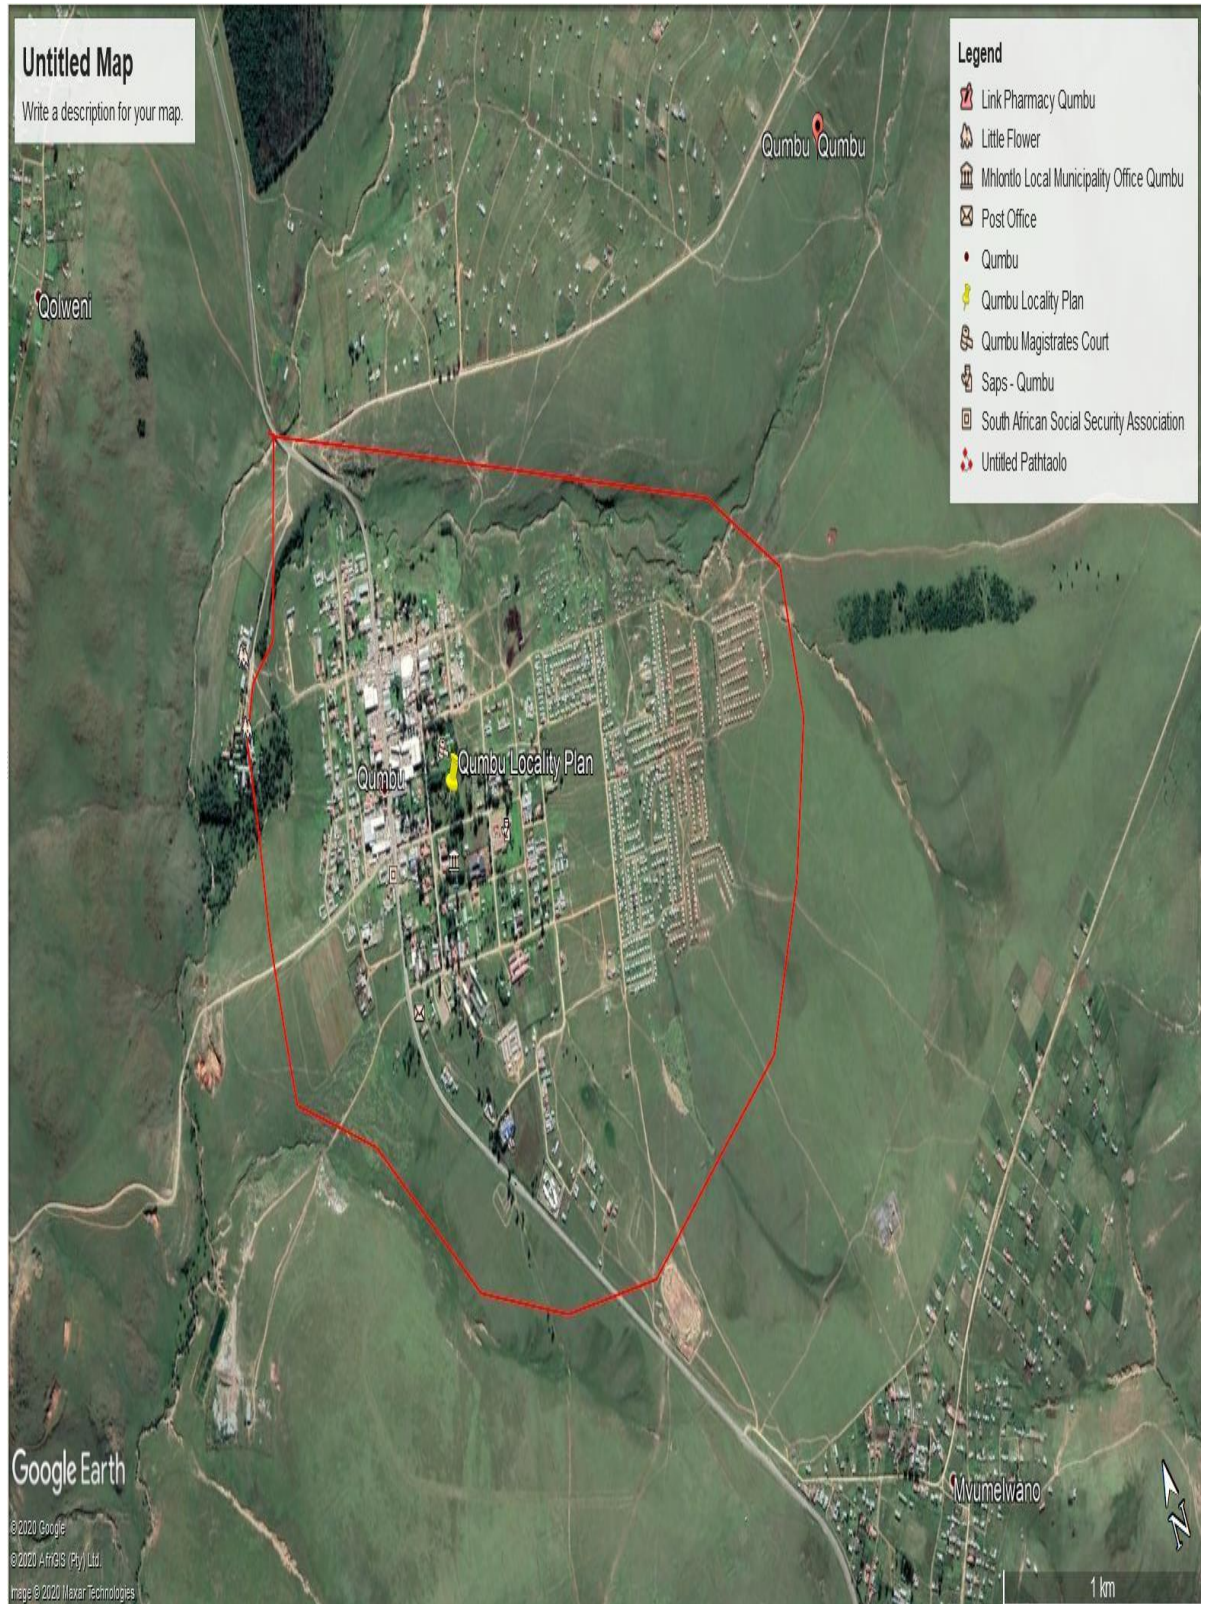 Untitled Map
Write a description for your map.
Legend
Link Pharmacy Qumbu
Little Flower
Mhlontlo Local Municipality Office Qumbu
Post Office
Qumbu
Qumbu Locality Plan
Qumbu Magistrates Court
Saps - Qumbu
South African Social Security Association
Untitled Pathtaolo
Qumbu Qumbu
Qolweni
Qumbu Locality Plan
Qumbu
Mvumelwano
Google Earth
© 2020 Google
© 2020 AfriGIS (Pty) Ltd.
Image © 2020 Maxar Technologies
N
1 km